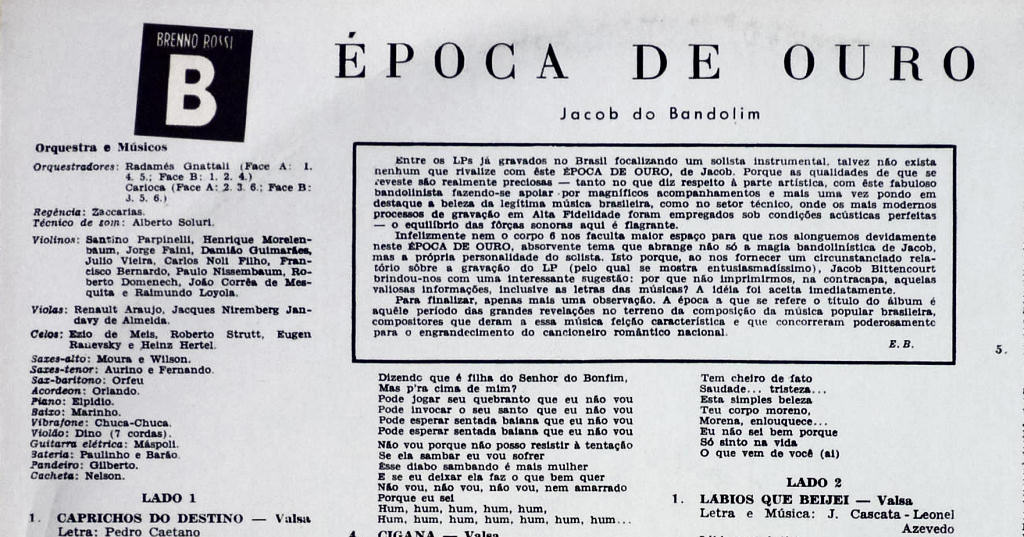 BRENNO ROSSI
B
ÉPOCA DE OURO
Jacob do Bandolim
Orquestra e Músicos
Orquestradores: Radamés Gnattali (Face A: 1.
4. 5.; Face B: 1. 2. 4.)
Carioca (Face A: 2. 3. 6.; Face B:
3. 5. 6.)
Regência: Zaccarias.
Técnico de som: Alberto Soluri.
Violinos: Santino Parpinelli, Henrique Morelen-
baum, Jorge Faini, Damião Guimarães,
Julio Vieira, Carlos Noli Filho, Fran-
cisco Bernardo, Paulo Nissembaum, Ro-
berto Domenech, João Corrêa de Mes-
quita e Raimundo Loyola.
Violas: Renault Araujo, Jacques Niremberg Jan-
davy de Almeida.
Celos: Ezio de Meis, Roberto Strutt, Eugen
Rauevsky e Heinz Hertel.
Saxes-alto: Moura e Wilson.
Saxes-tenor: Aurino e Fernando.
Sax-barítono: Orfeu
Acordeon: Orlando.
Piano: Elpidio.
Baixo: Marinho.
Vibrafone: Chuca-Chuca.
Violão: Dino (7 cordas).
Guitarra elétrica: Máspoli.
Bateria: Paulinho e Barão.
Pandeiro: Gilberto.
Cacheta: Nelson.
LADO 1
1. CAPRICHOS DO DESTINO — Valsa
Letra: Pedro Caetano
Entre os LPs já gravados no Brasil focalizando um solista instrumental, talvez não exista
nenhum que rivalize com êste ÉPOCA DE OURO, de Jacob. Porque as qualidades de que se
reveste são realmente preciosas — tanto no que diz respeito à parte artística, com êste fabuloso
bandolinista fazendo-se apoiar por magníficos acompanhamentos e mais uma vez pondo em
destaque a beleza da legítima música brasileira, como no setor técnico, onde os mais modernos
processos de gravação em Alta Fidelidade foram empregados sob condições acústicas perfeitas
— o equilíbrio das fôrças sonoras aqui é flagrante.
Infelizmente nem o corpo 6 nos faculta maior espaço para que nos alonguemos devidamente
neste ÉPOCA DE OURO, absorvente tema que abrange não só a magia bandolinística de Jacob,
mas a própria personalidade do solista. Isto porque, ao nos fornecer um circunstanciado rela-
tório sôbre a gravação do LP (pelo qual se mostra entusiasmadíssimo), Jacob Bittencourt
brindou-nos com uma interessante sugestão: por que não imprimirmos, na contracapa, aquelas
valiosas informações, inclusive as letras das músicas? A idéia foi aceita imediatamente.
Para finalizar, apenas mais uma observação. A época a que se refere o título do álbum é
aquêle período das grandes revelações no terreno da composição da música popular brasileira,
compositores que deram a essa música feição característica e que concorreram poderosamente
para o engrandecimento do cancioneiro romântico nacional.
E. B.
Dizendo que é filha do Senhor do Bonfim,
Mas p'ra cima de mim?
Pode jogar seu quebranto que eu não vou
Pode invocar o seu santo que eu não vou
Pode esperar sentada baiana que eu não vou
Pode esperar sentada baiana que eu não vou
Não vou porque não posso resistir à tentação
Se ela sambar eu vou sofrer
Esse diabo sambando é mais mulher
E se eu deixar ela faz o que bem quer
Não vou, não vou, não vou, nem amarrado
Porque eu sei
Hum, hum, hum, hum, hum,
Hum, hum, hum, hum, hum, hum, hum...
4. CIGANA — Valsa
Tem cheiro de fato
Saudade... tristeza...
Esta simples beleza
Teu corpo moreno,
Morena, enlouquece...
Eu não sei bem porque
Só sinto na vida
O que vem de você (ai)
LADO 2
1. LÁBIOS QUE BEIJEI — Valsa
Letra e Música: J. Cascata - Leonel
Azevedo
5.